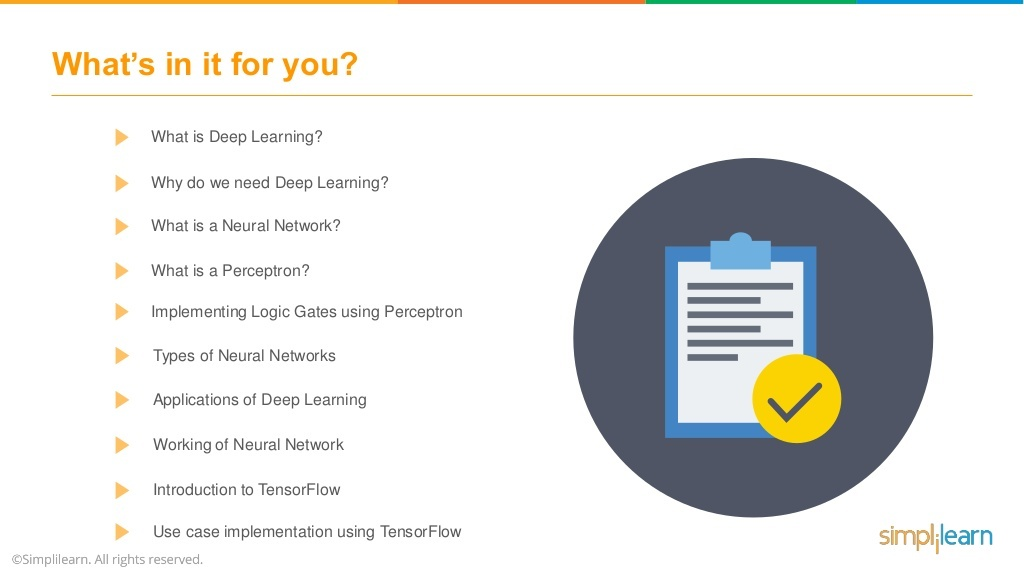 What’s in it for you?
What is Deep Learning?
Why do we need Deep Learning?
What is a Neural Network?
What is a Perceptron?
Implementing Logic Gates using Perceptron
Types of Neural Networks
Applications of Deep Learning
Working of Neural Network
Introduction to TensorFlow
Use case implementation using TensorFlow
simplilearn
©Simplilearn. All rights reserved.